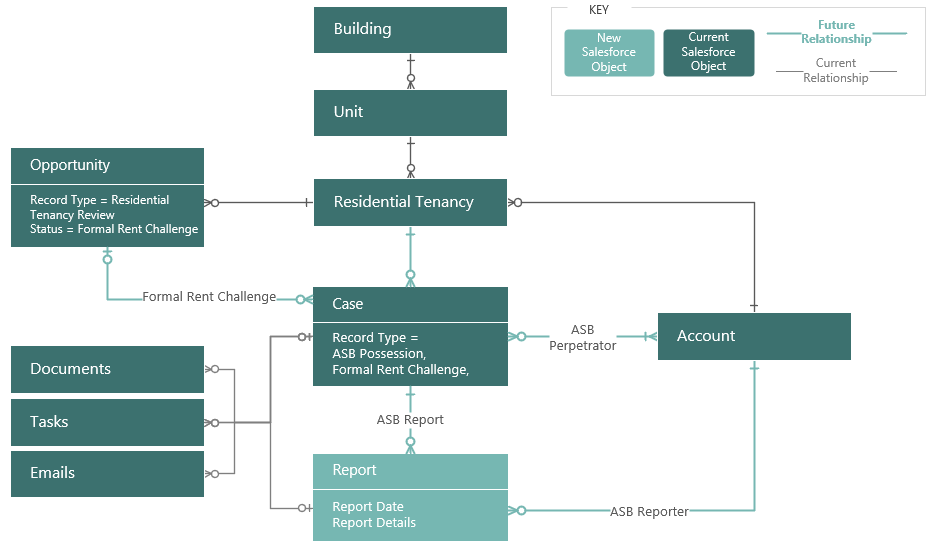 Building
KEY
New
Salesforce
Object
Current
Salesforce
Object
Future
Relationship
Current
Relationship
Unit
Opportunity
Record Type = Residential
Tenancy Review
Status = Formal Rent Challenge
Residential Tenancy
Formal Rent Challenge
Case
Record Type =
ASB Possession,
Formal Rent Challenge,
ASB
Perpetrator
Account
Documents
Tasks
Emails
ASB Report
Report
Report Date
Report Details
ASB Reporter